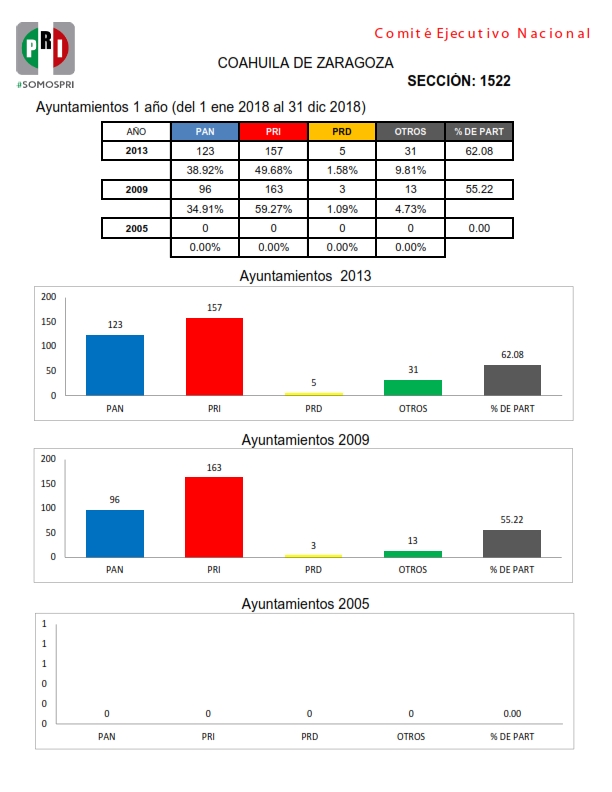 PRI
#SOMOSPRI
Comité Ejecutivo Nacional
COAHUILA DE ZARAGOZA
SECCIÓN: 1522
Ayuntamientos 1 año (del 1 ene 2018 al 31 dic 2018)
AÑO PAN PRI PRD OTROS % DE PART
2013 123 157 5 31 62.08
38.92% 49.68% 1.58% 9.81%
2009 96 163 3 13 55.22
34.91% 59.27% 1.09% 4.73%
2005 0 0 0 0 0.00
0.00% 0.00% 0.00% 0.00%
Ayuntamientos 2013
200
150
100
50
0
123 157 5 31 62.08
PAN PRI PRD OTROS % DE PART
Ayuntamientos 2009
200
150
100
50
0
96 163 3 13 55.22
PAN PRI PRD OTROS % DE PART
Ayuntamientos 2005
1
1
1
0
0
0
0 0 0 0 0.00
PAN PRI PRD OTROS % DE PART